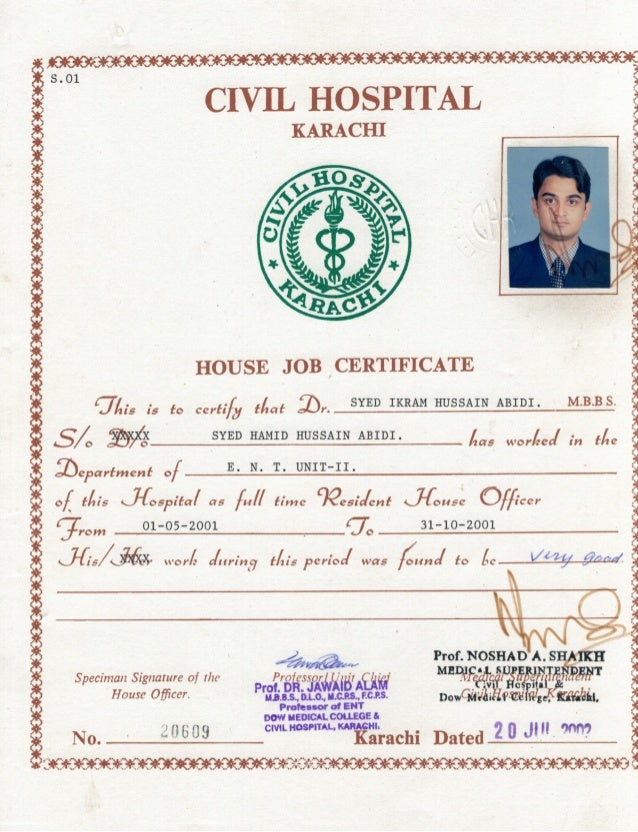 S.01
CIVIL HOSPITAL
KARACHI
CIVIL HOSPITAL
KARACHI
HOUSE JOB CERTIFICATE
This is to certify that Dr. SYED IKRAM HUSSAIN ABIDI. M.B.B.S.
S/o D/o SYED HAMID HUSSAIN ABIDI. has worked in the
Department of E. N. T. UNIT-II.
of this Hospital as full time Resident House Officer
From 01-05-2001 To 31-10-2001
His/Her work during this period was found to be very good.
Speciman Signature of the
House Officer.
Professor/Unit Chief
Prof. DR. JAWAID ALAM
M.B.B.S., D.L.O., M.C.P.S., F.C.P.S.
Professor of ENT
DOW MEDICAL COLLEGE &
CIVIL HOSPITAL, KARACHI.
Prof. NOSHAD A. SHAIKH
MEDICAL SUPERINTENDENT
Medical Superintendent
Civil Hospital &
Civil Hospital, Karachi
Dow Medical College, Karachi.
No. 20609
Karachi Dated 20 JUL 2002